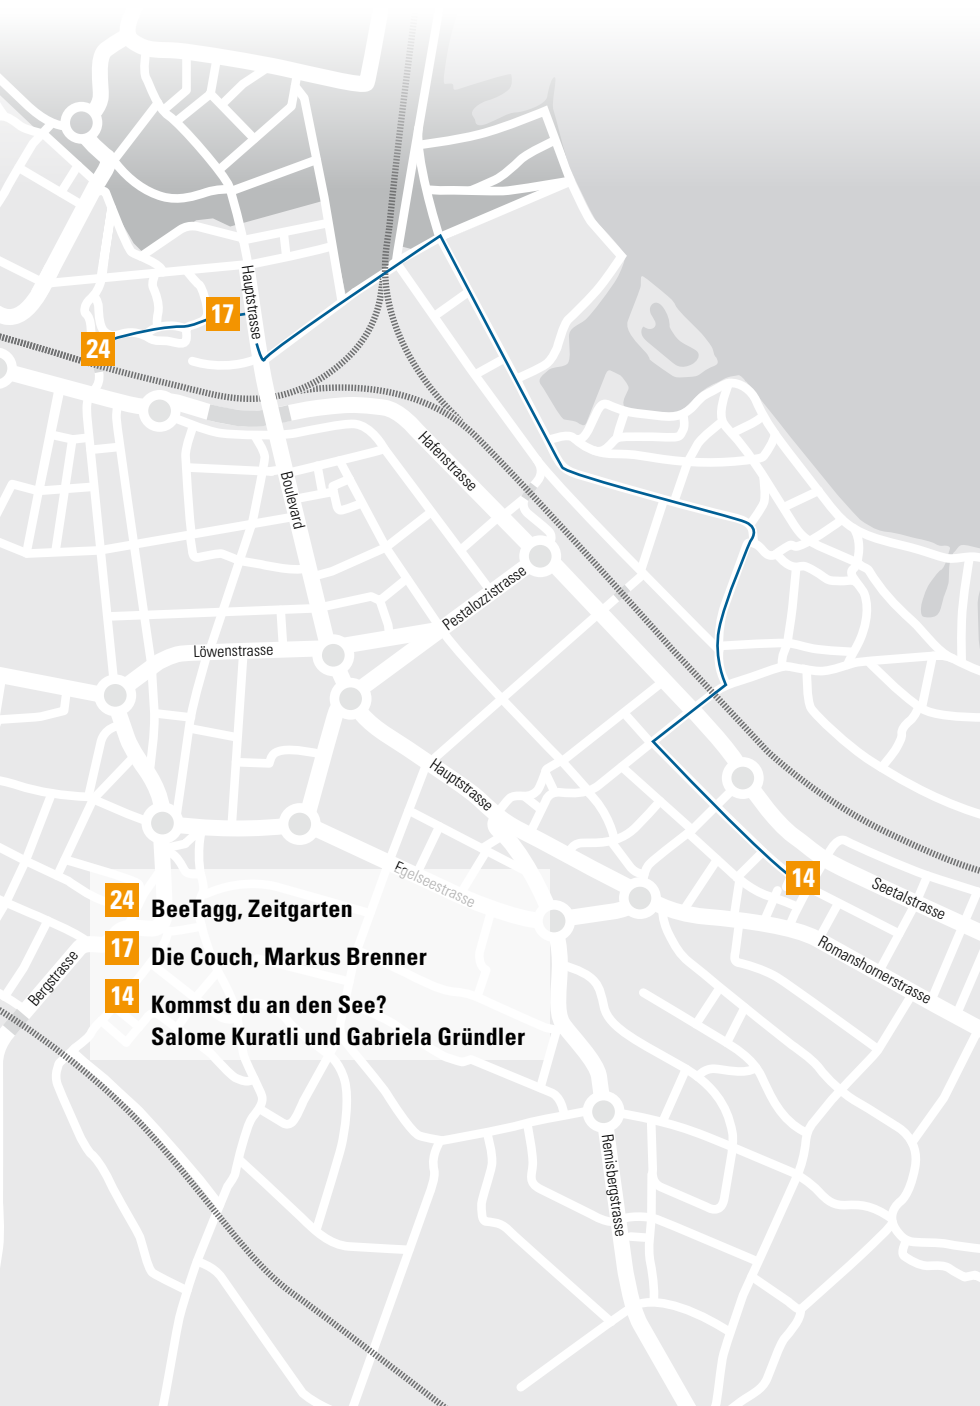 Hauptstrasse
17
24
Hafenstrasse
Boulevard
Pestalozzistrasse
Löwenstrasse
Hauptstrasse
Egelseestrasse
14
Seetalstrasse
24 BeeTagg, Zeitgarten
17 Die Couch, Markus Brenner
14 Kommst du an den See?
Salome Kuratli und Gabriela Gründler
Bergstrasse
Romanshornerstrasse
Remisbergstrasse